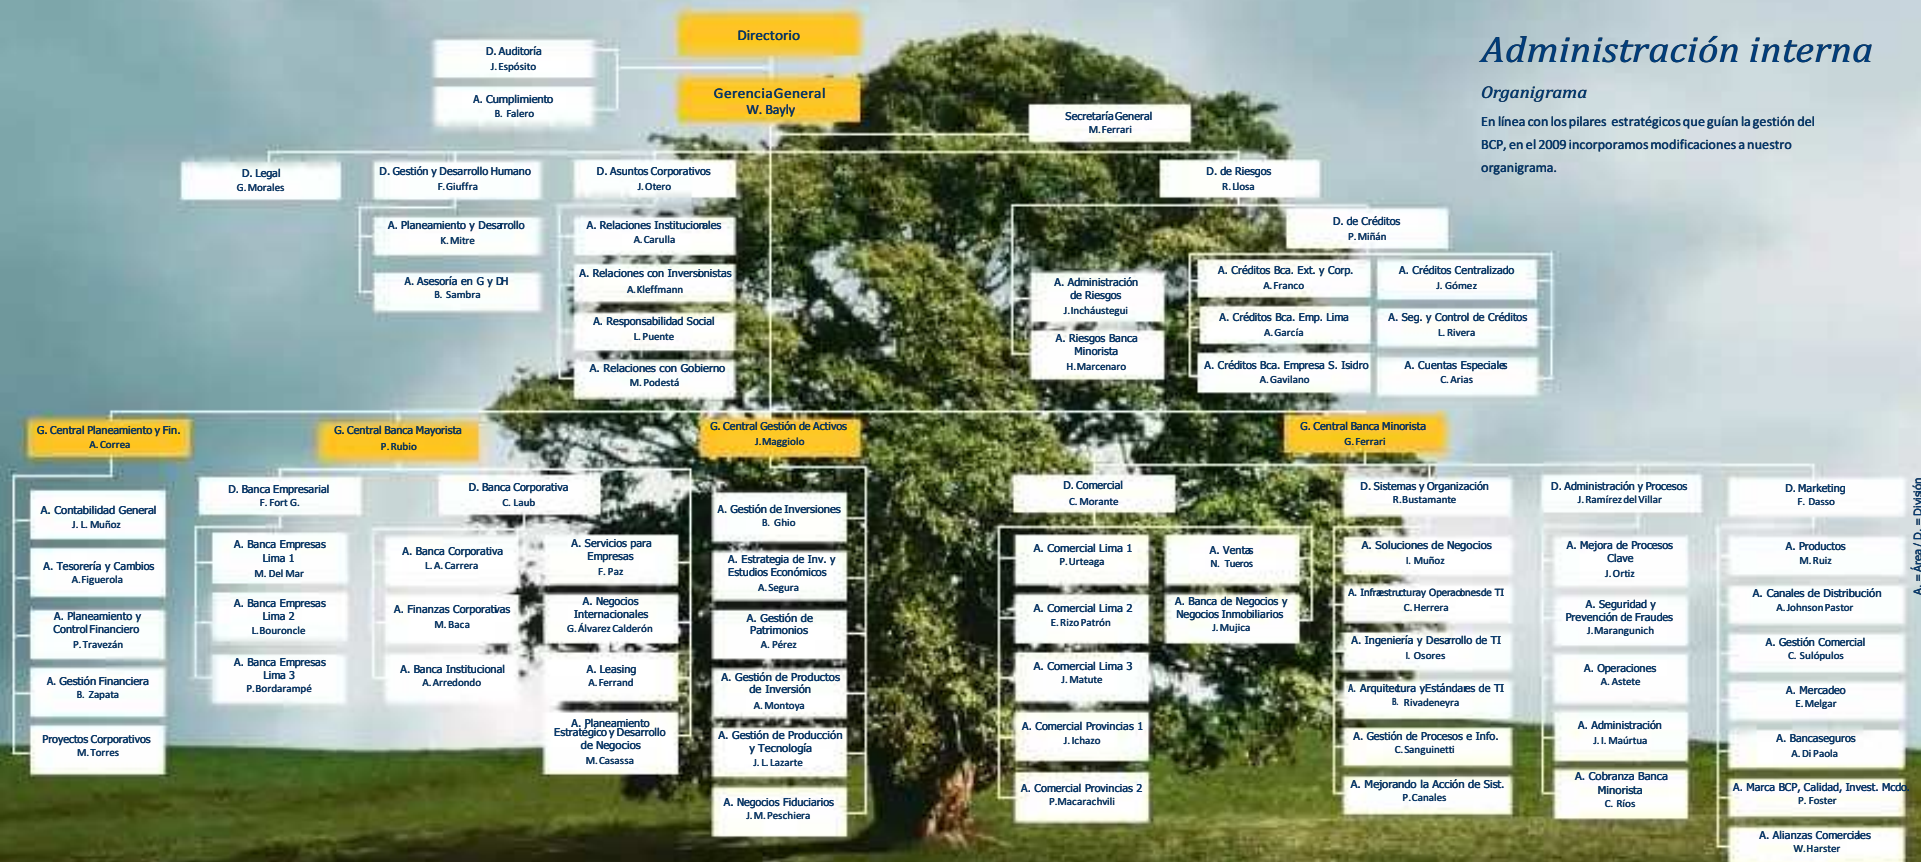 Administración interna
Organigrama
En línea con los pilares estratégicos que guían la gestión del
BCP, en el 2009 incorporamos modificaciones a nuestro
organigrama.
Directorio
D. Auditoría
J. Espósito
A. Cumplimiento
B. Falero
Gerencia General
W. Bayly
Secretaría General
M. Ferrari
D. Legal
G. Morales
D. Gestión y Desarrollo Humano
F. Giuffra
A. Planeamiento y Desarrollo
K. Mitre
A. Asesoría en G y DH
B. Sambra
D. Asuntos Corporativos
J. Otero
A. Relaciones Institucionales
A. Carulla
A. Relaciones con Inversionistas
A. Kleffmann
A. Responsabilidad Social
L. Puente
A. Relaciones con Gobierno
M. Podestá
D. de Riesgos
R. Llosa
A. Administración
de Riesgos
J. Incháustegui
A. Riesgos Banca
Minorista
H. Marcenaro
D. de Créditos
P. Miñán
A. Créditos Bca. Ext. y Corp.
A. Franco
A. Créditos Bca. Emp. Lima
A. García
A. Créditos Bca. Empresa S. Isidro
A. Gavilano
A. Créditos Centralizado
J. Gómez
A. Seg. y Control de Créditos
L. Rivera
A. Cuentas Especiales
C. Arias
G. Central Planeamiento y Fin.
A. Correa
A. Contabilidad General
J. L. Muñoz
A. Tesorería y Cambios
A. Figuerola
A. Planeamiento y
Control Financiero
P. Travezán
A. Gestión Financiera
B. Zapata
Proyectos Corporativos
M. Torres
G. Central Banca Mayorista
P. Rubio
D. Banca Empresarial
F. Fort G.
A. Banca Empresas
Lima 1
M. Del Mar
A. Banca Empresas
Lima 2
L. Bouroncle
A. Banca Empresas
Lima 3
P. Bordarampé
D. Banca Corporativa
C. Laub
A. Banca Corporativa
L. A. Carrera
A. Finanzas Corporativas
M. Baca
A. Banca Institucional
A. Arredondo
A. Servicios para
Empresas
F. Paz
A. Negocios
Internacionales
G. Álvarez Calderón
A. Leasing
A. Ferrand
A. Planeamiento
Estratégico y Desarrollo
de Negocios
M. Casassa
G. Central Gestión de Activos
J. Maggiolo
A. Gestión de Inversiones
B. Ghio
A. Estrategia de Inv. y
Estudios Económicos
A. Segura
A. Gestión de
Patrimonios
A. Pérez
A. Gestión de Productos
de Inversión
A. Montoya
A. Gestión de Producción
y Tecnología
J. L. Lazarte
A. Negocios Fiduciarios
J. M. Peschiera
G. Central Banca Minorista
G. Ferrari
D. Comercial
C. Morante
A. Comercial Lima 1
P. Urteaga
A. Comercial Lima 2
E. Rizo Patrón
A. Comercial Lima 3
J. Matute
A. Comercial Provincias 1
J. Ichazo
A. Comercial Provincias 2
P. Macarachvili
A. Ventas
N. Tueros
A. Banca de Negocios y
Negocios Inmobiliarios
J. Mujica
D. Sistemas y Organización
R. Bustamante
A. Soluciones de Negocios
I. Muñoz
A. Infraestructura y Operaciones de TI
C. Herrera
A. Ingeniería y Desarrollo de TI
I. Osores
A. Arquitectura y Estándares de TI
B. Rivadeneyra
A. Gestión de Procesos e Info.
C. Sanguinetti
A. Mejorando la Acción de Sist.
P. Canales
D. Administración y Procesos
J. Ramírez del Villar
A. Mejora de Procesos
Clave
J. Ortiz
A. Seguridad y
Prevención de Fraudes
J. Marangunich
A. Operaciones
A. Astete
A. Administración
J. I. Maúrtua
A. Cobranza Banca
Minorista
C. Ríos
D. Marketing
F. Dasso
A. Productos
M. Ruiz
A. Canales de Distribución
A. Johnson Pastor
A. Gestión Comercial
C. Sulópulos
A. Mercadeo
E. Melgar
A. Bancaseguros
A. Di Paola
A. Marca BCP, Calidad, Invest. Mcdo.
P. Foster
A. Alianzas Comerciales
W. Harster
A. = Área / D. = División